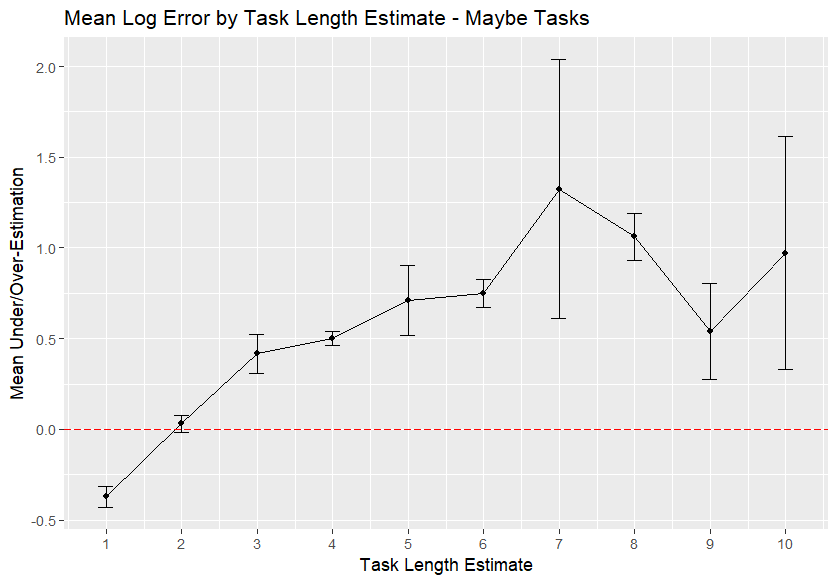 Mean Log Error by Task Length Estimate - Maybe Tasks
Mean Under/Over-Estimation
2.0
1.5
1.0
0.5
0.0
-0.5
1 2 3 4 5 6 7 8 9 10
Task Length Estimate